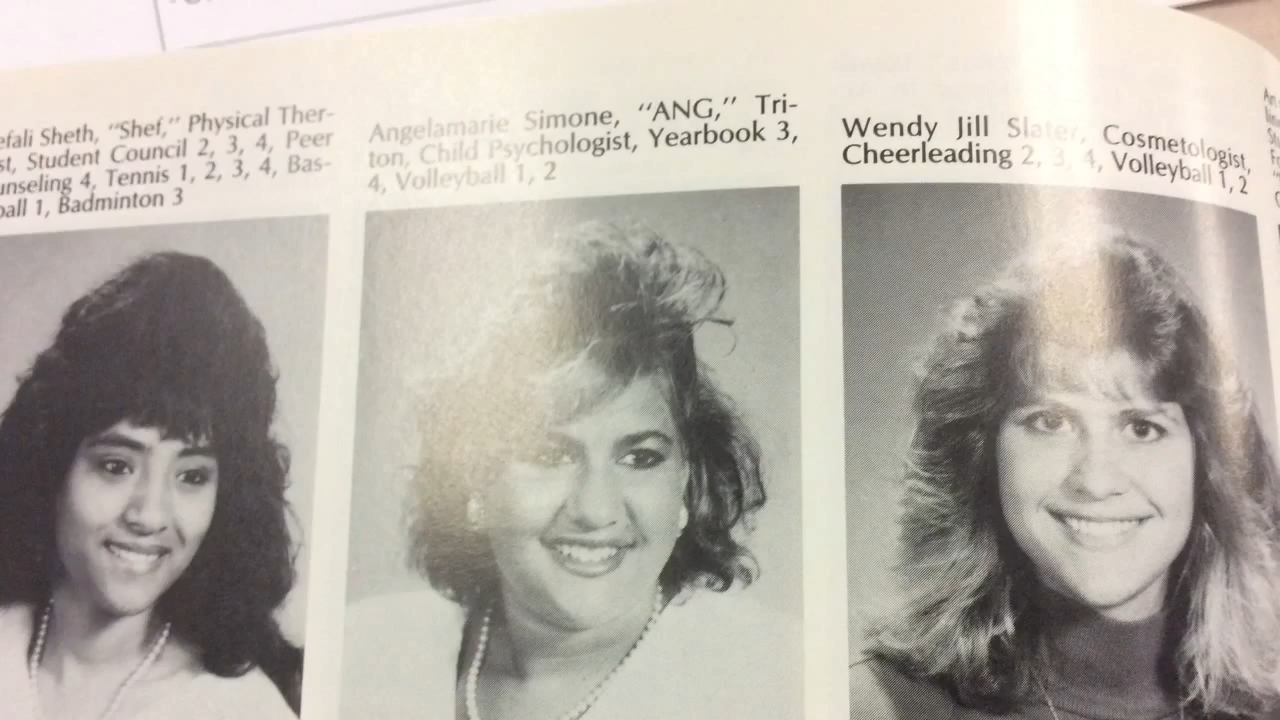 efali Sheth, "Shef," Physical Ther-
st, Student Council 2, 3, 4, Peer
unseling 4, Tennis 1, 2, 3, 4, Bas-
ball 1, Badminton 3
Angelamarie Simone, "ANG," Tri-
ton, Child Psychologist, Yearbook 3,
4, Volleyball 1, 2
Wendy Jill Slater, Cosmetologist,
Cheerleading 2, 3, 4, Volleyball 1, 2